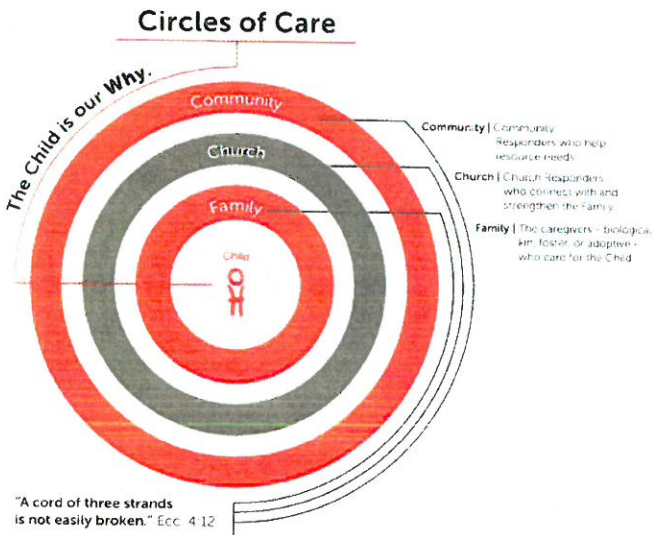 Circles of Care
The Child is our Why.
Community
Church
Family
Child
Community | Community
Responders who help
resource needs
Church | Church Responders
who connect with and
strengthen the Family
Family | The caregivers - biological,
kin, foster, or adoptive -
who care for the Child
"A cord of three strands
is not easily broken." Ecc. 4:12